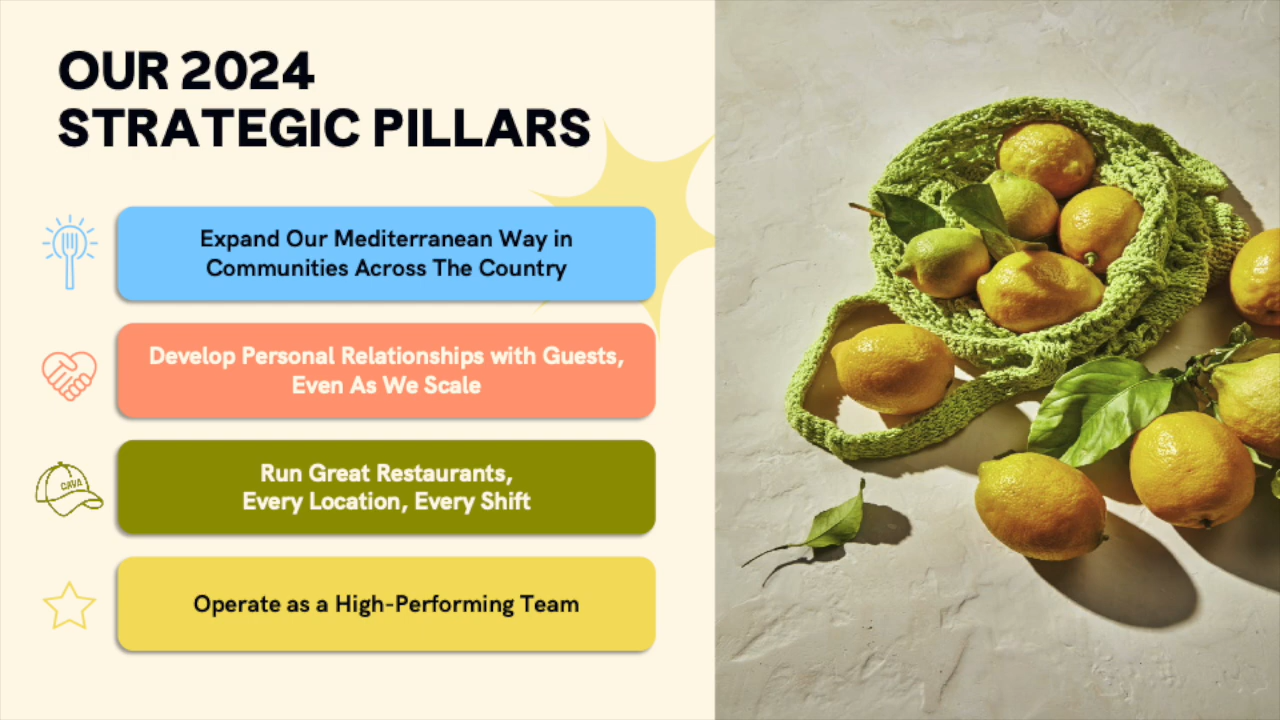 OUR 2024
STRATEGIC PILLARS
Expand Our Mediterranean Way in
Communities Across The Country
Develop Personal Relationships with Guests,
Even As We Scale
CAVA
Run Great Restaurants,
Every Location, Every Shift
Operate as a High-Performing Team